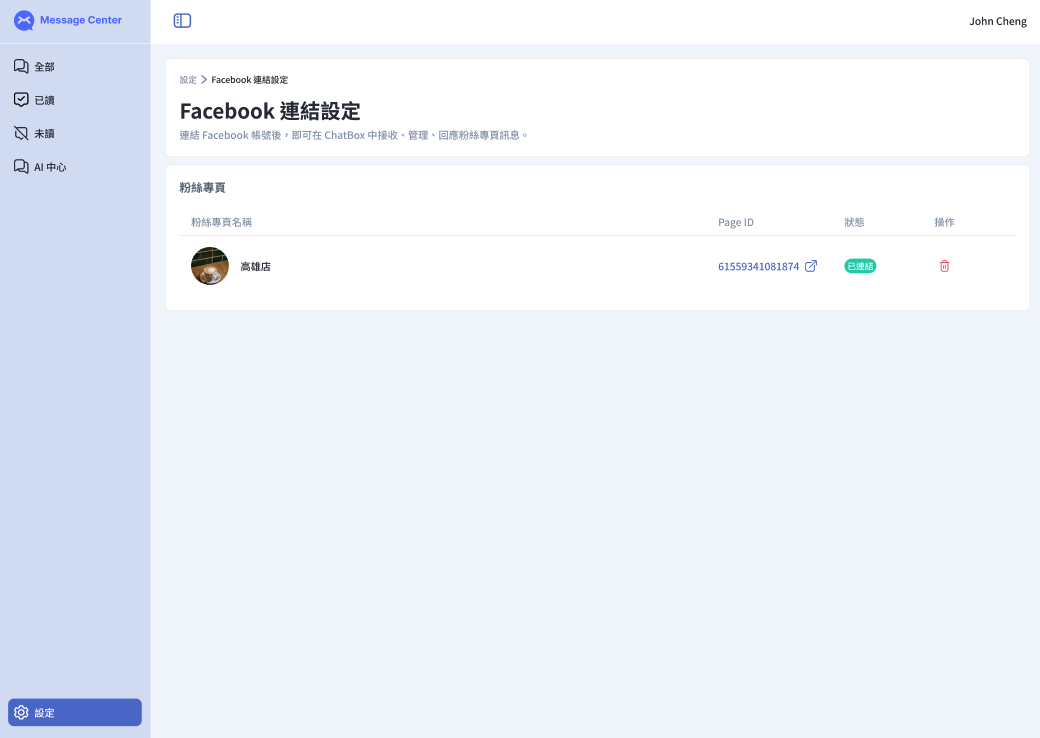 Message Center
John Cheng
全部
已讀
未讀
AI 中心
設定
設定 > Facebook 連結設定
Facebook 連結設定
連結 Facebook 帳號後，即可在 ChatBox 中接收、管理、回應粉絲專頁訊息。
粉絲專頁
粉絲專頁名稱 Page ID 狀態 操作
高雄店 61559341081874 已連結